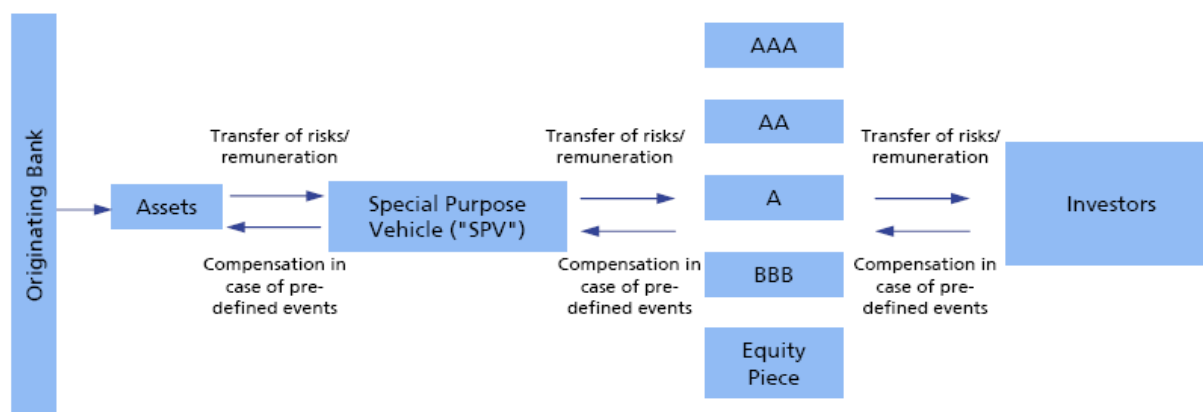 Originating Bank
Assets
Transfer of risks/
remuneration
Compensation in
case of pre-
defined events
Special Purpose
Vehicle ("SPV")
Transfer of risks/
remuneration
Compensation in
case of pre-
defined events
AAA
AA
A
BBB
Equity
Piece
Transfer of risks/
remuneration
Compensation in
case of pre-
defined events
Investors